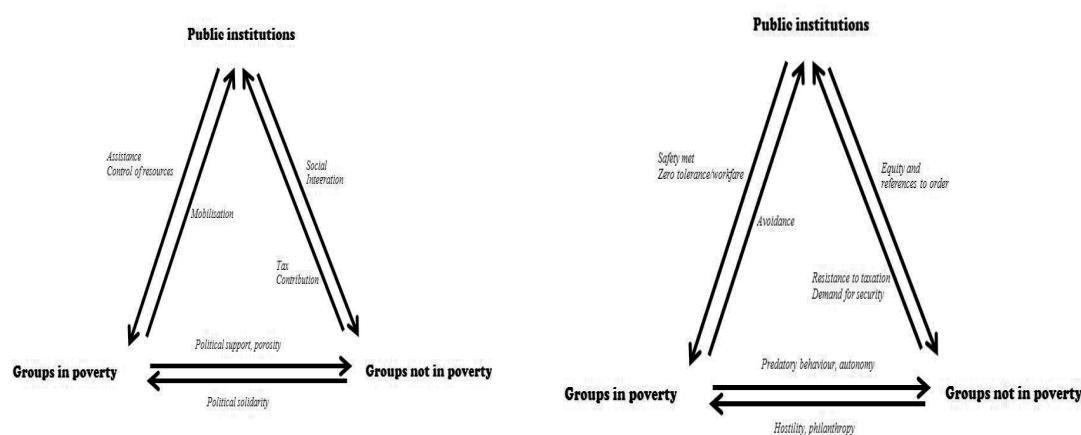 Public institutions
Assistance
Control of resources
Social
Integration
Mobilisation
Tax
Contribution
Political support, porosity
Groups in poverty
Groups not in poverty
Political solidarity
Public institutions
Safety met
Zero tolerance/workfare
Equity and
references to order
Avoidance
Resistance to taxation
Demand for security
Predatory behaviour, autonomy
Groups in poverty
Groups not in poverty
Hostility, philanthropy